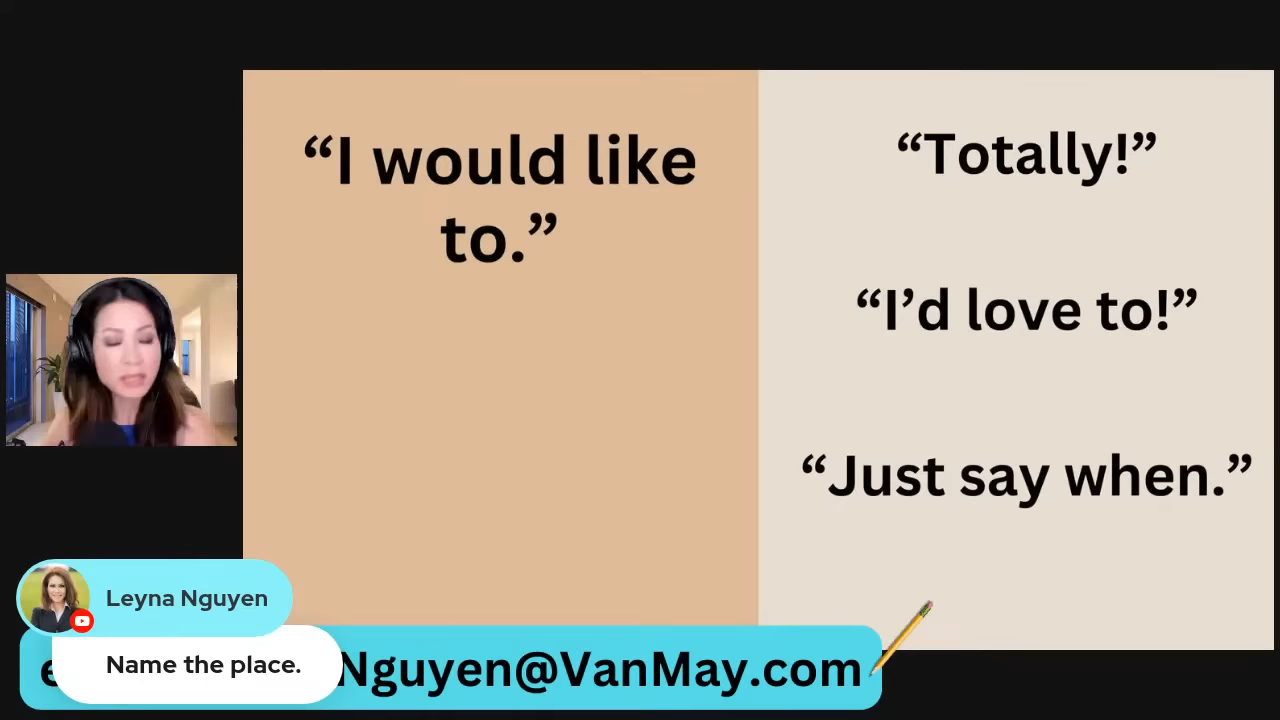 “I would like
to.”
“Totally!”
“I’d love to!”
“Just say when.”
Leyna Nguyen
Name the place.
Nguyen@VanMay.com